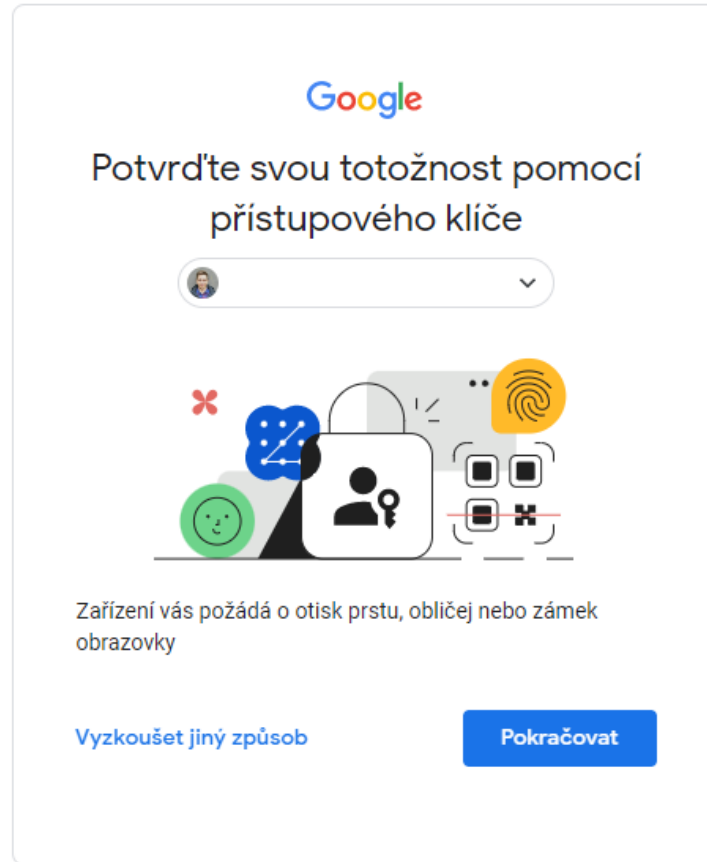 Google
Potvrďte svou totožnost pomocí
přístupového klíče
Zařízení vás požádá o otisk prstu, obličej nebo zámek
obrazovky
Vyzkoušet jiný způsob
Pokračovat